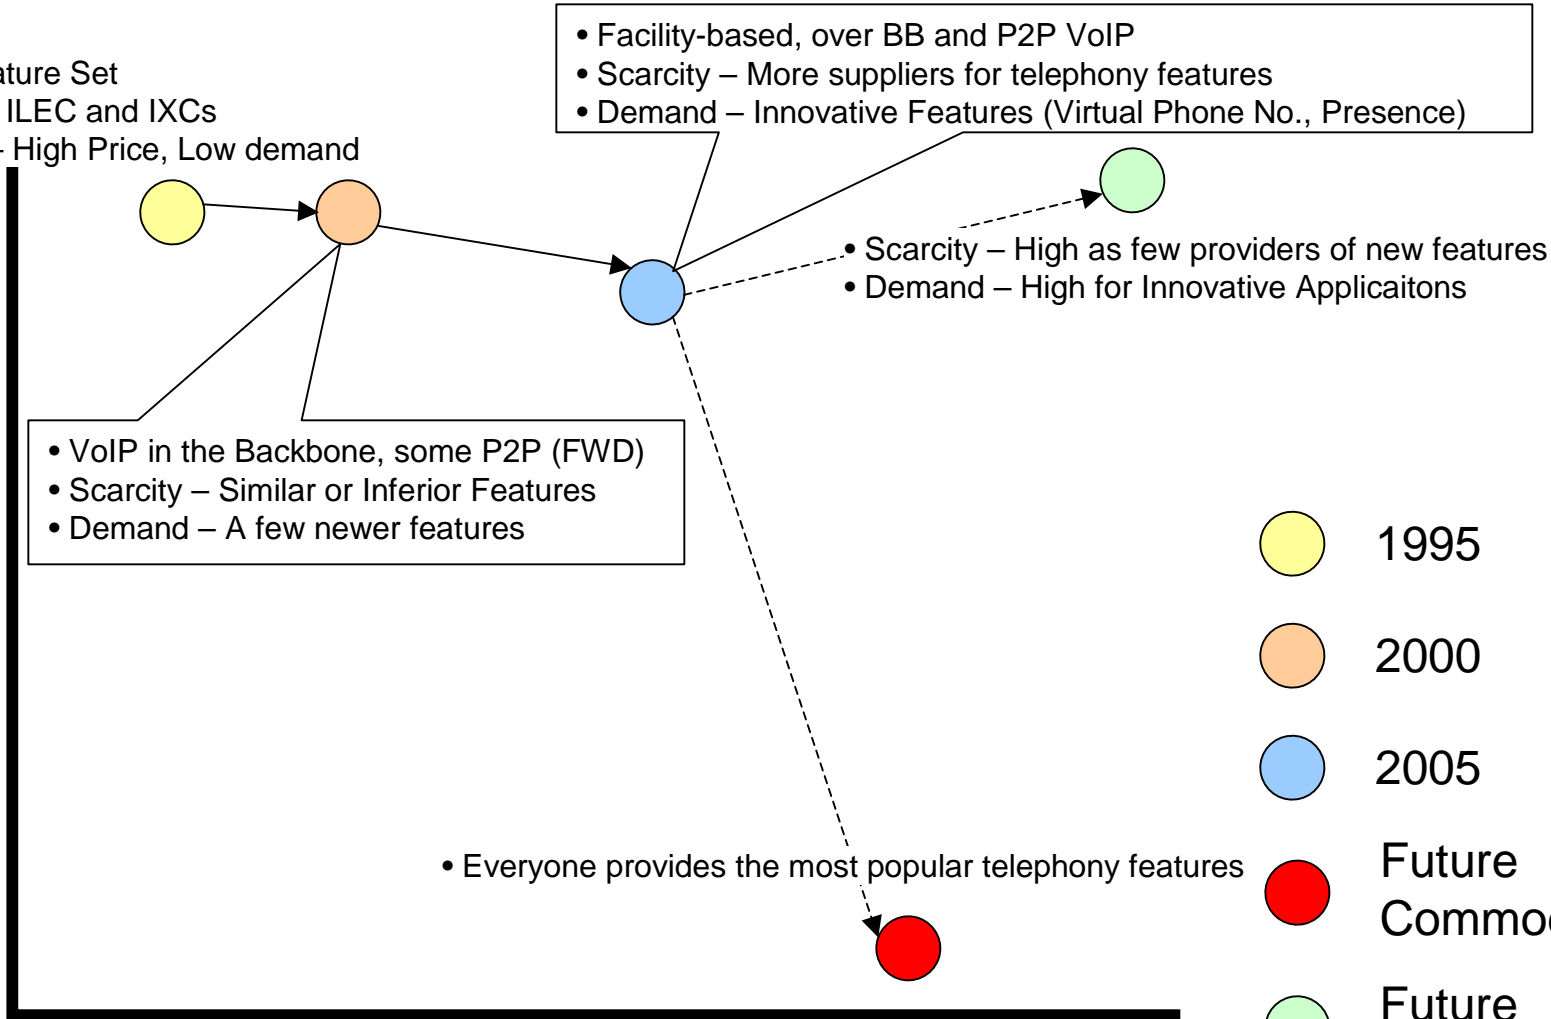 • Facility-based, over BB and P2P VoIP
• Scarcity – More suppliers for telephony features
• Demand – Innovative Features (Virtual Phone No., Presence)
Set
ILEC and IXCs
- High Price, Low demand
• Scarcity – High as few providers of new features
• Demand – High for Innovative Applicaitons
• VoIP in the Backbone, some P2P (FWD)
• Scarcity – Similar or Inferior Features
• Demand – A few newer features
1995
2000
2005
• Everyone provides the most popular telephony features
Future
Future